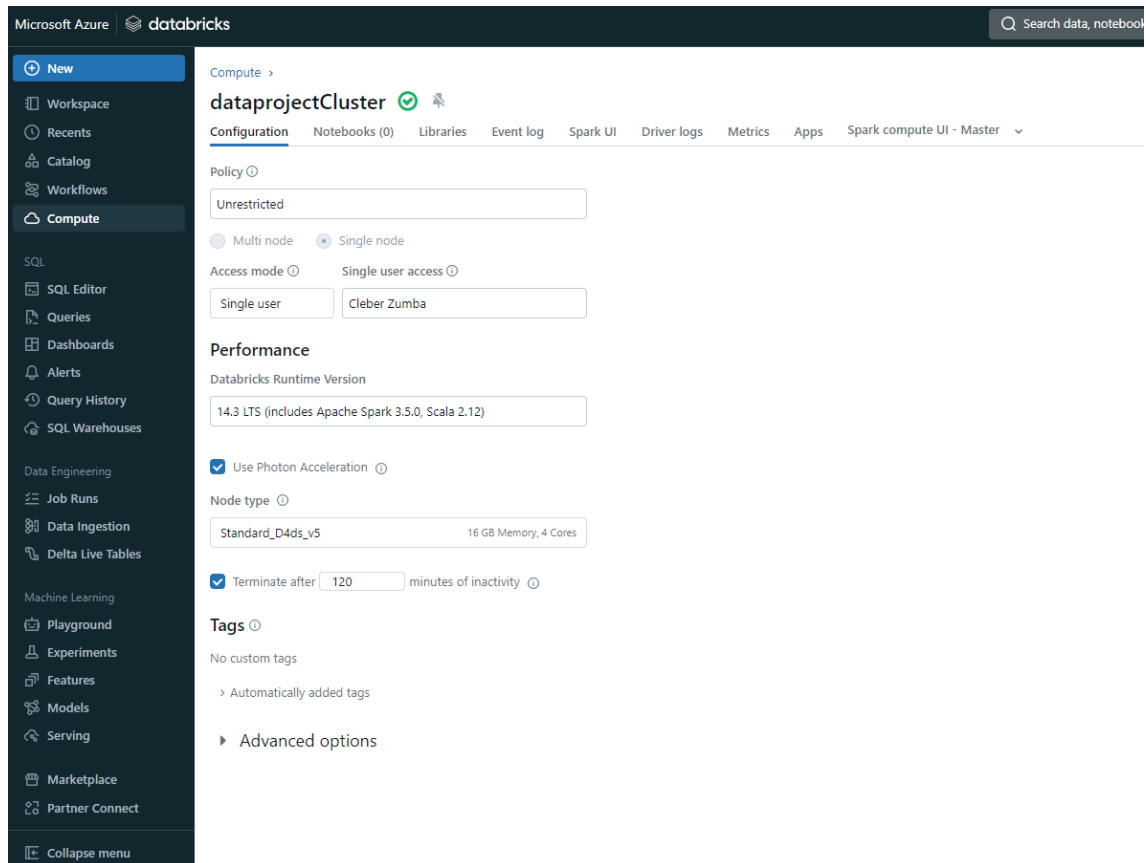 Microsoft Azure databricks
Search data, notebook
New
Workspace
Recents
Catalog
Workflows
Compute
SQL
SQL Editor
Queries
Dashboards
Alerts
Query History
SQL Warehouses
Data Engineering
Job Runs
Data Ingestion
Delta Live Tables
Machine Learning
Playground
Experiments
Features
Models
Serving
Marketplace
Partner Connect
Collapse menu
Compute >
dataprojectCluster
Configuration Notebooks (0) Libraries Event log Spark UI Driver logs Metrics Apps Spark compute UI - Master
Policy
Unrestricted
Multi node Single node
Access mode Single user access
Single user Cleber Zumba
Performance
Databricks Runtime Version
14.3 LTS (includes Apache Spark 3.5.0, Scala 2.12)
Use Photon Acceleration
Node type
Standard_D4ds_v5 16 GB Memory, 4 Cores
Terminate after 120 minutes of inactivity
Tags
No custom tags
> Automatically added tags
Advanced options